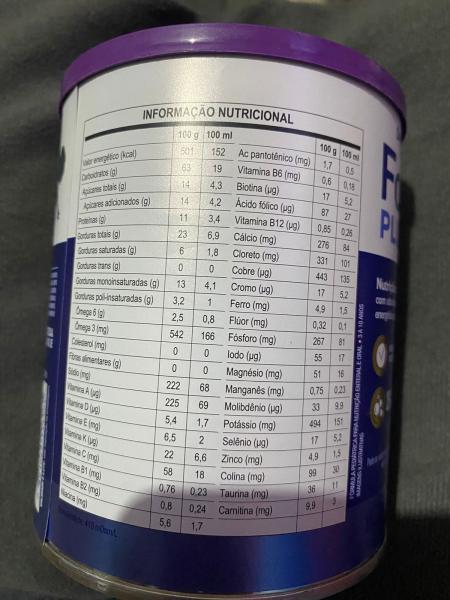 INFORMAÇÃO NUTRICIONAL
100 g 100 ml
Valor energético (kcal) 501 152
Carboidratos (g) 63 19
Açúcares totais (g) 14 4,3
Açúcares adicionados (g) 14 4,2
Proteínas (g) 11 3,4
Gorduras totais (g) 23 6,9
Gorduras saturadas (g) 6 1,8
Gorduras trans (g) 0 0
Gorduras monoinsaturadas (g) 13 4,1
Gorduras poli-insaturadas (g) 3,2 1
Ômega 6 (g) 2,5 0,8
Ômega 3 (mg) 542 166
Colesterol (mg) 0 0
Fibras alimentares (g) 0 0
Sódio (mg) 222 68
Vitamina A (µg) 225 69
Vitamina D (µg) 5,4 1,7
Vitamina E (mg) 6,5 2
Vitamina K (µg) 22 6,6
Vitamina C (mg) 58 18
Vitamina B1 (mg) 0,76 0,23
Vitamina B2 (mg) 0,8 0,24
Niacina (mg) 5,6 1,7
100 g 100 ml
Ac pantotênico (mg) 1,7 0,5
Vitamina B6 (mg) 0,6 0,18
Biotina (µg) 17 5,2
Ácido fólico (µg) 87 27
Vitamina B12 (µg) 0,85 0,26
Cálcio (mg) 276 84
Cloreto (mg) 331 101
Cobre (µg) 443 135
Cromo (µg) 17 5,2
Ferro (mg) 4,9 1,5
Flúor (mg) 0,32 0,1
Fósforo (mg) 267 81
Iodo (µg) 55 17
Magnésio (mg) 51 16
Manganês (mg) 0,75 0,23
Molibdênio (µg) 33 9,9
Potássio (mg) 494 151
Selênio (µg) 17 5,2
Zinco (mg) 4,9 1,5
Colina (mg) 99 30
Taurina (mg) 36 11
Carnitina (mg) 9,9 3
FÓRMULA PEDIÁTRICA PARA NUTRIÇÃO ENTERAL E ORAL • 3 A 10 ANOS
IMAGENS ILUSTRATIVAS